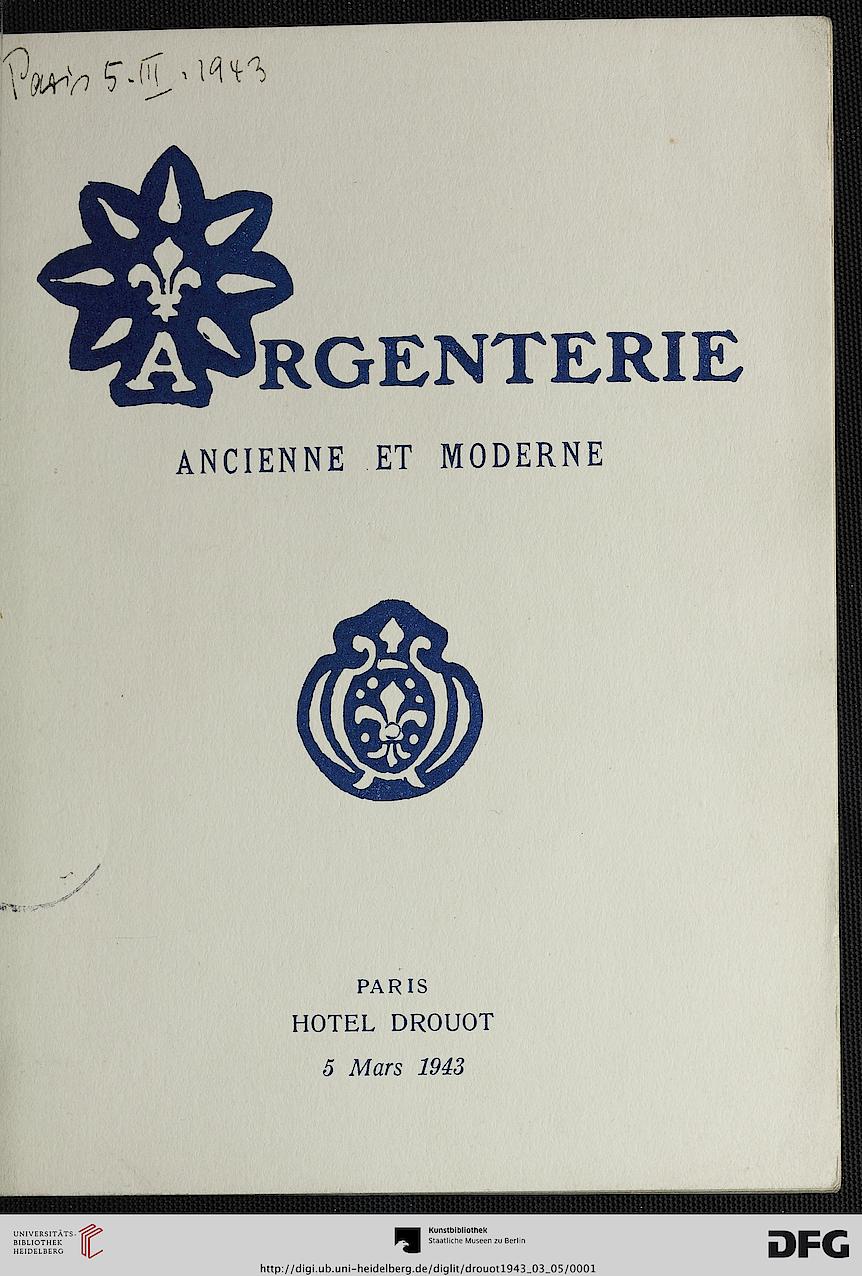 Paris 5.III.1943
ARGENTERIE
ANCIENNE ET MODERNE
PARIS
HOTEL DROUOT
5 Mars 1943
UNIVERSITÄTS-
BIBLIOTHEK
HEIDELBERG
Kunstbibliothek
Staatliche Museen zu Berlin
DFG
http://digi.ub.uni-heidelberg.de/diglit/drouot1943_03_05/0001